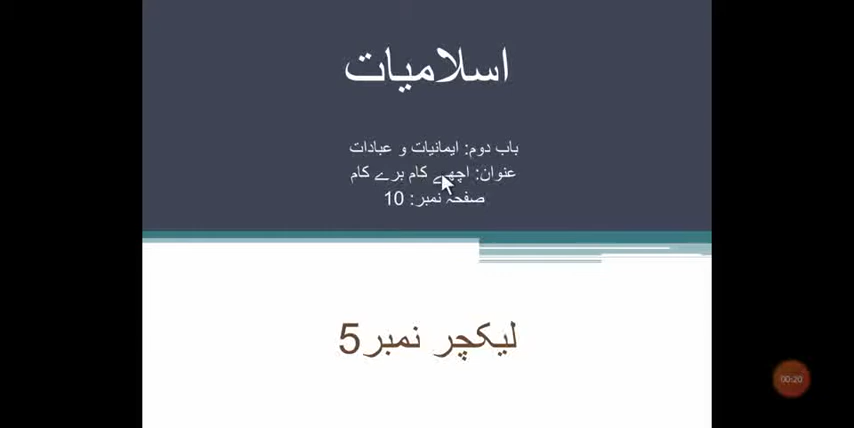 اسلامیات
باب دوم: ایمانیات و عبادات
عنوان: اچھے کام برے کام
صفحہ نمبر: 10
لیکچر نمبر5
00:20